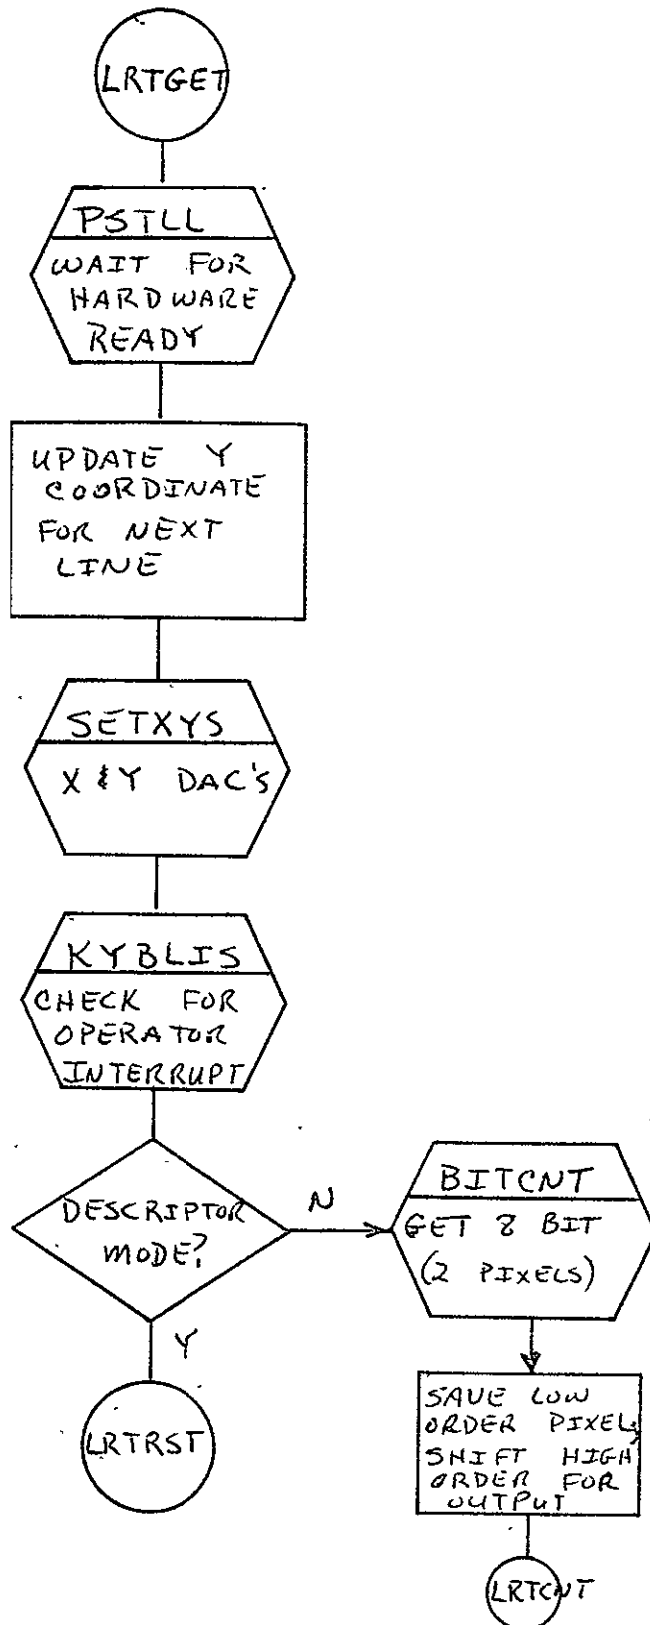 LRTGET
PSTLL
WAIT FOR
HARDWARE
READY
UPDATE Y
COORDINATE
FOR NEXT
LINE
SETXYS
X & Y DAC'S
KYBLIS
CHECK FOR
OPERATOR
INTERRUPT
DESCRIPTOR
MODE?
N
Y
LRTRST
BITCNT
GET 8 BIT
(2 PIXELS)
SAVE LOW
ORDER PIXEL,
SHIFT HIGH
ORDER FOR
OUTPUT
LRTCNT